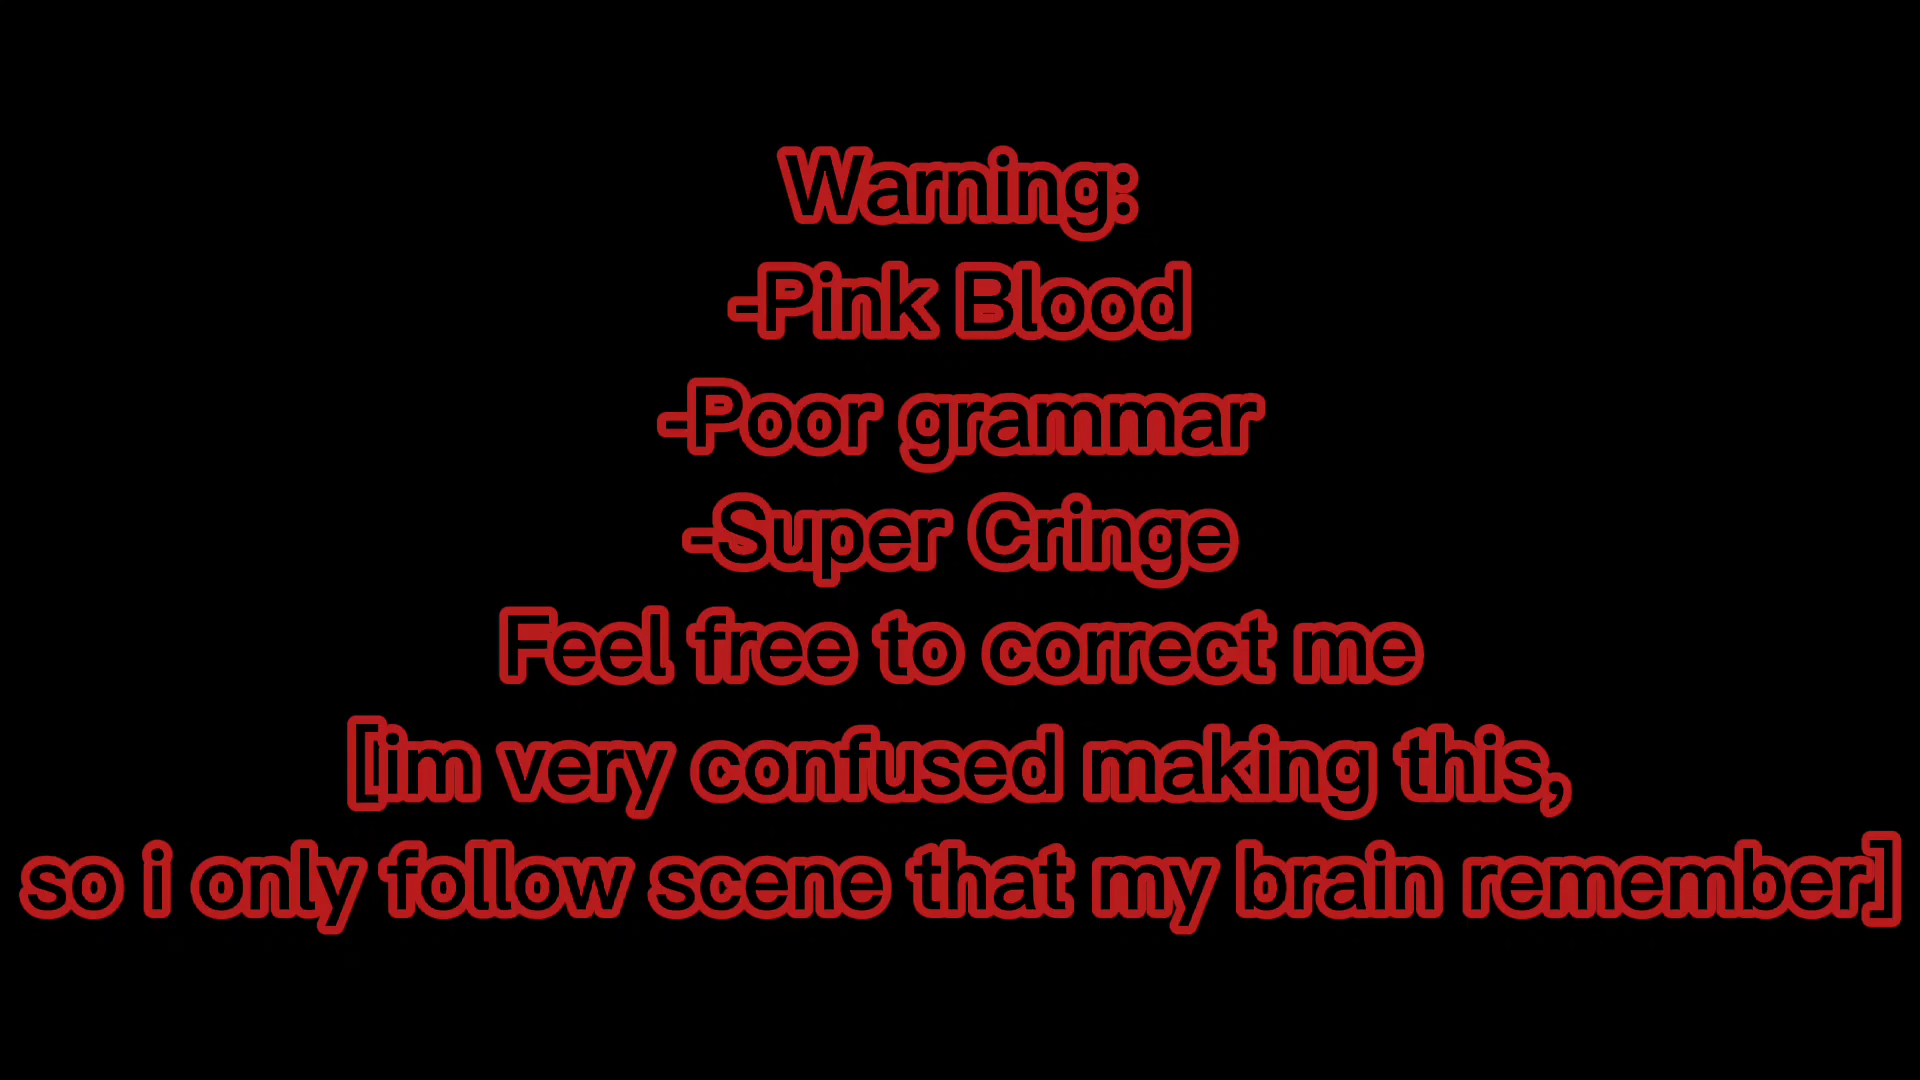 Warning:
-Pink Blood
-Poor grammar
-Super Cringe
Feel free to correct me
[im very confused making this,
so i only follow scene that my brain remember]